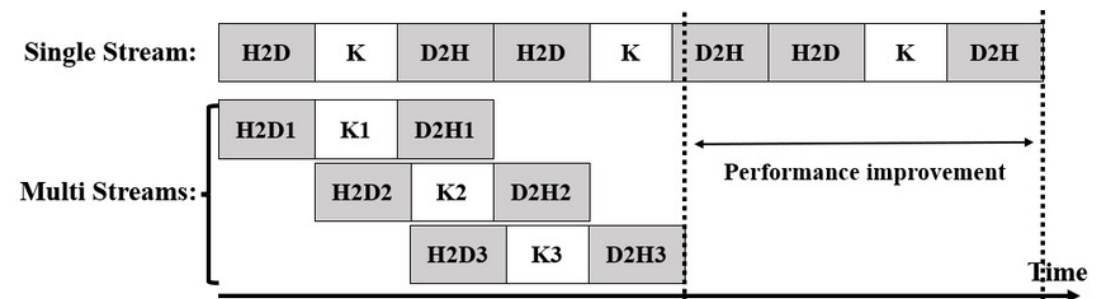 Single Stream: H2D K D2H H2D K D2H H2D K D2H
H2D1 K1 D2H1
Performance improvement
Multi Streams: H2D2 K2 D2H2
H2D3 K3 D2H3
Time